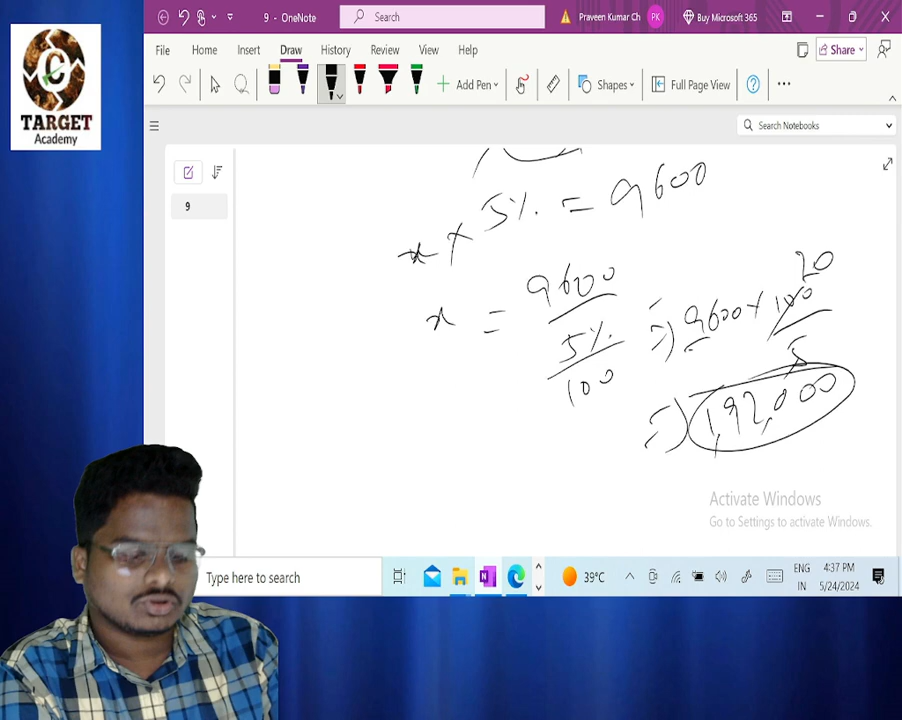 9 - OneNote
Search
Praveen Kumar Ch
PK
Buy Microsoft 365
File Home Insert Draw History Review View Help
Share
Add Pen
Shapes
Full Page View
Search Notebooks
TARGET
Academy
9
x × 5% = 9600
x = 9600 / 5%/100 => 9600 × 100/5 20
=> 1,92,000
Activate Windows
Go to Settings to activate Windows.
Type here to search
39°C
ENG
IN
4:37 PM
5/24/2024